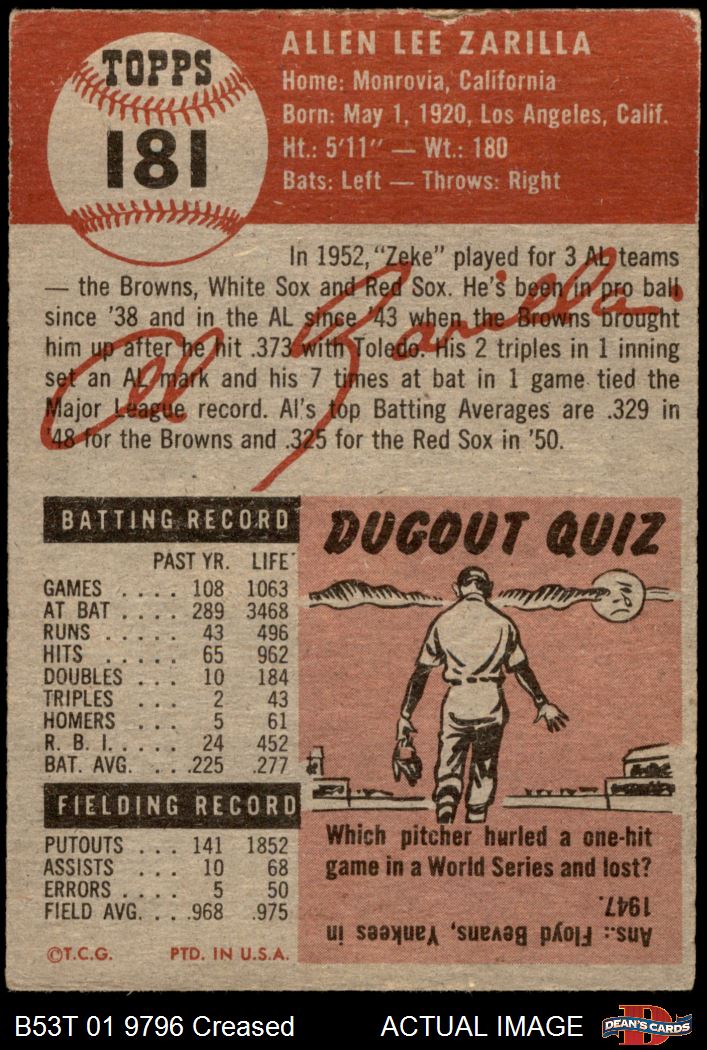 TOPPS
181
ALLEN LEE ZARILLA
Home: Monrovia, California
Born: May 1, 1920, Los Angeles, Calif.
Ht.: 5'11" — Wt.: 180
Bats: Left — Throws: Right
In 1952, "Zeke" played for 3 AL teams
— the Browns, White Sox and Red Sox. He's been in pro ball
since '38 and in the AL since '43 when the Browns brought
him up after he hit .373 with Toledo. His 2 triples in 1 inning
set an AL mark and his 7 times at bat in 1 game tied the
Major League record. Al's top Batting Averages are .329 in
'48 for the Browns and .325 for the Red Sox in '50.
Al Zarilla
BATTING RECORD
PAST YR. LIFE
GAMES . . . . 108 1063
AT BAT . . . . 289 3468
RUNS . . . . . 43 496
HITS . . . . . 65 962
DOUBLES . . . 10 184
TRIPLES . . . 2 43
HOMERS . . . 5 61
R. B. I. . . . . 24 452
BAT. AVG. . . .225 .277
FIELDING RECORD
PUTOUTS . . . 141 1852
ASSISTS . . . 10 68
ERRORS . . . . 5 50
FIELD AVG. . . .968 .975
©T.C.G. PTD. IN U.S.A.
DUGOUT QUIZ
Which pitcher hurled a one-hit
game in a World Series and lost?
Ans.: Floyd Bevans, Yankees in
1947.
B53T 01 9796 Creased ACTUAL IMAGE
DEAN'S CARDS